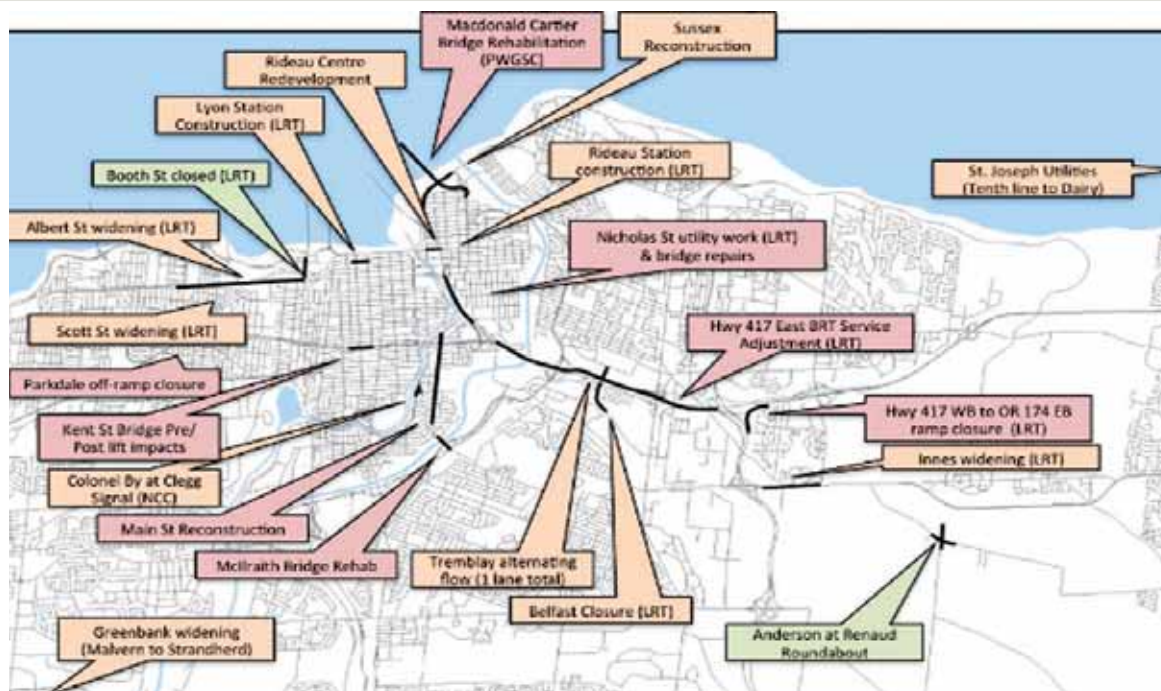 Macdonald Cartier
Bridge Rehabilitation
(PWGSC)
Sussex
Reconstruction
Rideau Centre
Redevelopment
Lyon Station
Construction (LRT)
Booth St closed (LRT)
Rideau Station
construction (LRT)
St. Joseph Utilities
(Tenth line to Dairy)
Albert St widening (LRT)
Nicholas St utility work (LRT)
& bridge repairs
Scott St widening (LRT)
Hwy 417 East BRT Service
Adjustment (LRT)
Parkdale off-ramp closure
Kent St Bridge Pre/
Post lift impacts
Hwy 417 WB to OR 174 EB
ramp closure (LRT)
Innes widening (LRT)
Colonel By at Clegg
Signal (NCC)
Main St Reconstruction
McIlraith Bridge Rehab
Tremblay alternating
flow (1 lane total)
Belfast Closure (LRT)
Anderson at Renaud
Roundabout
Greenbank widening
(Malvern to Strandherd)